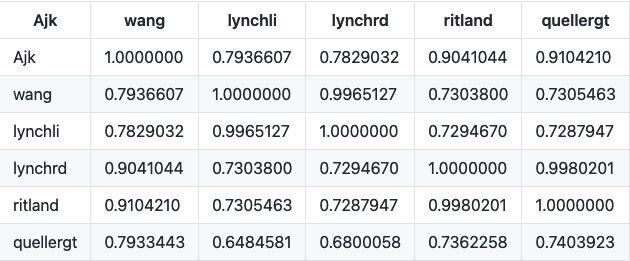 Ajk wang lynchli lynchrd ritland quellergt
Ajk 1.0000000 0.7936607 0.7829032 0.9041044 0.9104210
wang 0.7936607 1.0000000 0.9965127 0.7303800 0.7305463
lynchli 0.7829032 0.9965127 1.0000000 0.7294670 0.7287947
lynchrd 0.9041044 0.7303800 0.7294670 1.0000000 0.9980201
ritland 0.9104210 0.7305463 0.7287947 0.9980201 1.0000000
quellergt 0.7933443 0.6484581 0.6800058 0.7362258 0.7403923